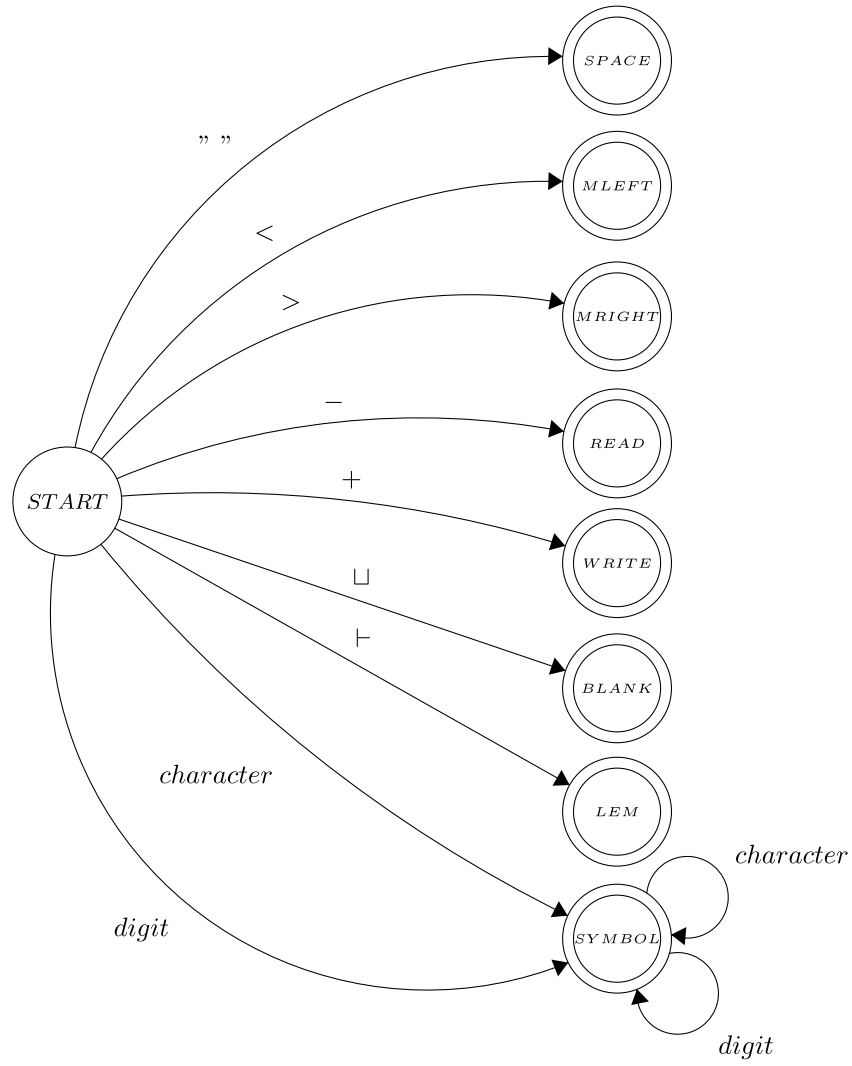 SPACE
” ”
MLEFT
<
>
MRIGHT
−
READ
+
START
WRITE
⊔
⊢
BLANK
character
LEM
character
digit
SYMBOL
digit